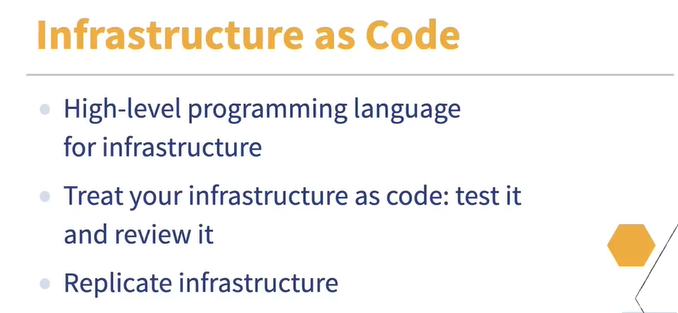 Infrastructure as Code
High-level programming language
for infrastructure
Treat your infrastructure as code: test it
and review it
Replicate infrastructure